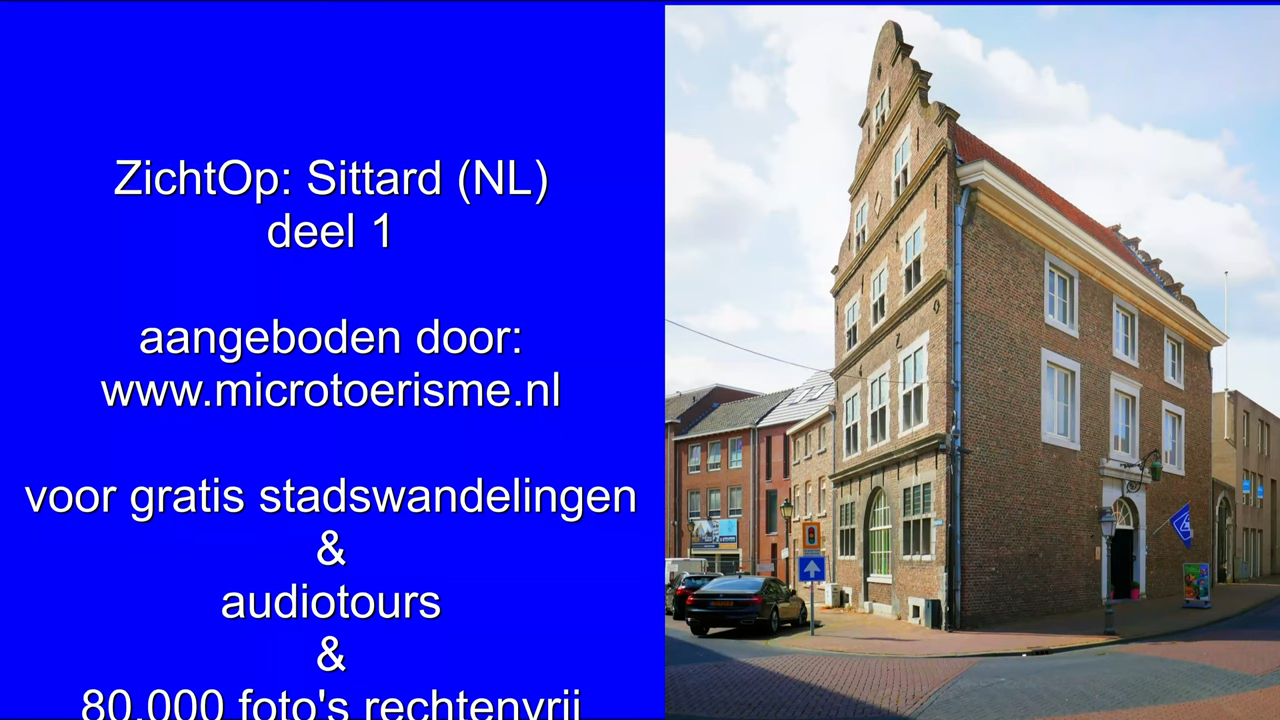 ZichtOp: Sittard (NL)
deel 1
aangeboden door:
www.microtoerisme.nl
voor gratis stadswandelingen
&
audiotours
&
80.000 foto's rechtenvrij